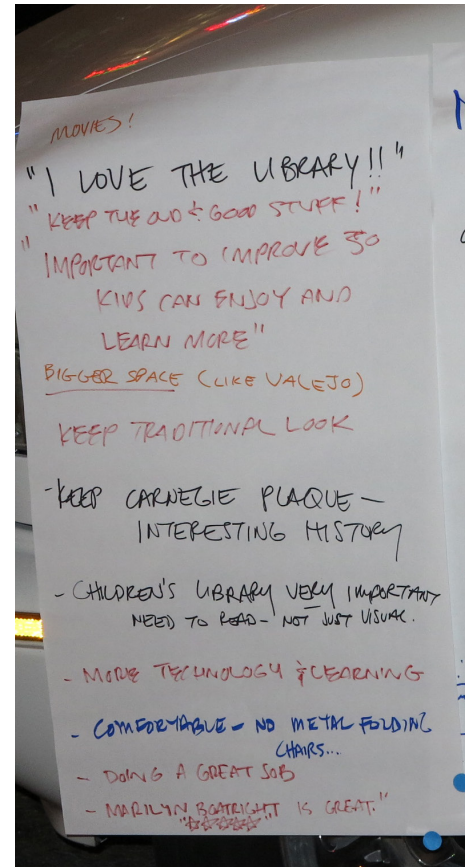 MOVIES!
"I LOVE THE LIBRARY!!"
"KEEP THE OLD & GOOD STUFF!"
"IMPORTANT TO IMPROVE SO
KIDS CAN ENJOY AND
LEARN MORE"
BIGGER SPACE (LIKE VALEJO)
KEEP TRADITIONAL LOOK
- KEEP CARNEGIE PLAQUE -
INTERESTING HISTORY
- CHILDREN'S LIBRARY VERY IMPORTANT
NEED TO READ - NOT JUST VISUAL.
- MORE TECHNOLOGY & LEARNING
- COMFORTABLE - NO METAL FOLDING
CHAIRS...
- DOING A GREAT JOB
- MARILYN BOATRIGHT IS GREAT."